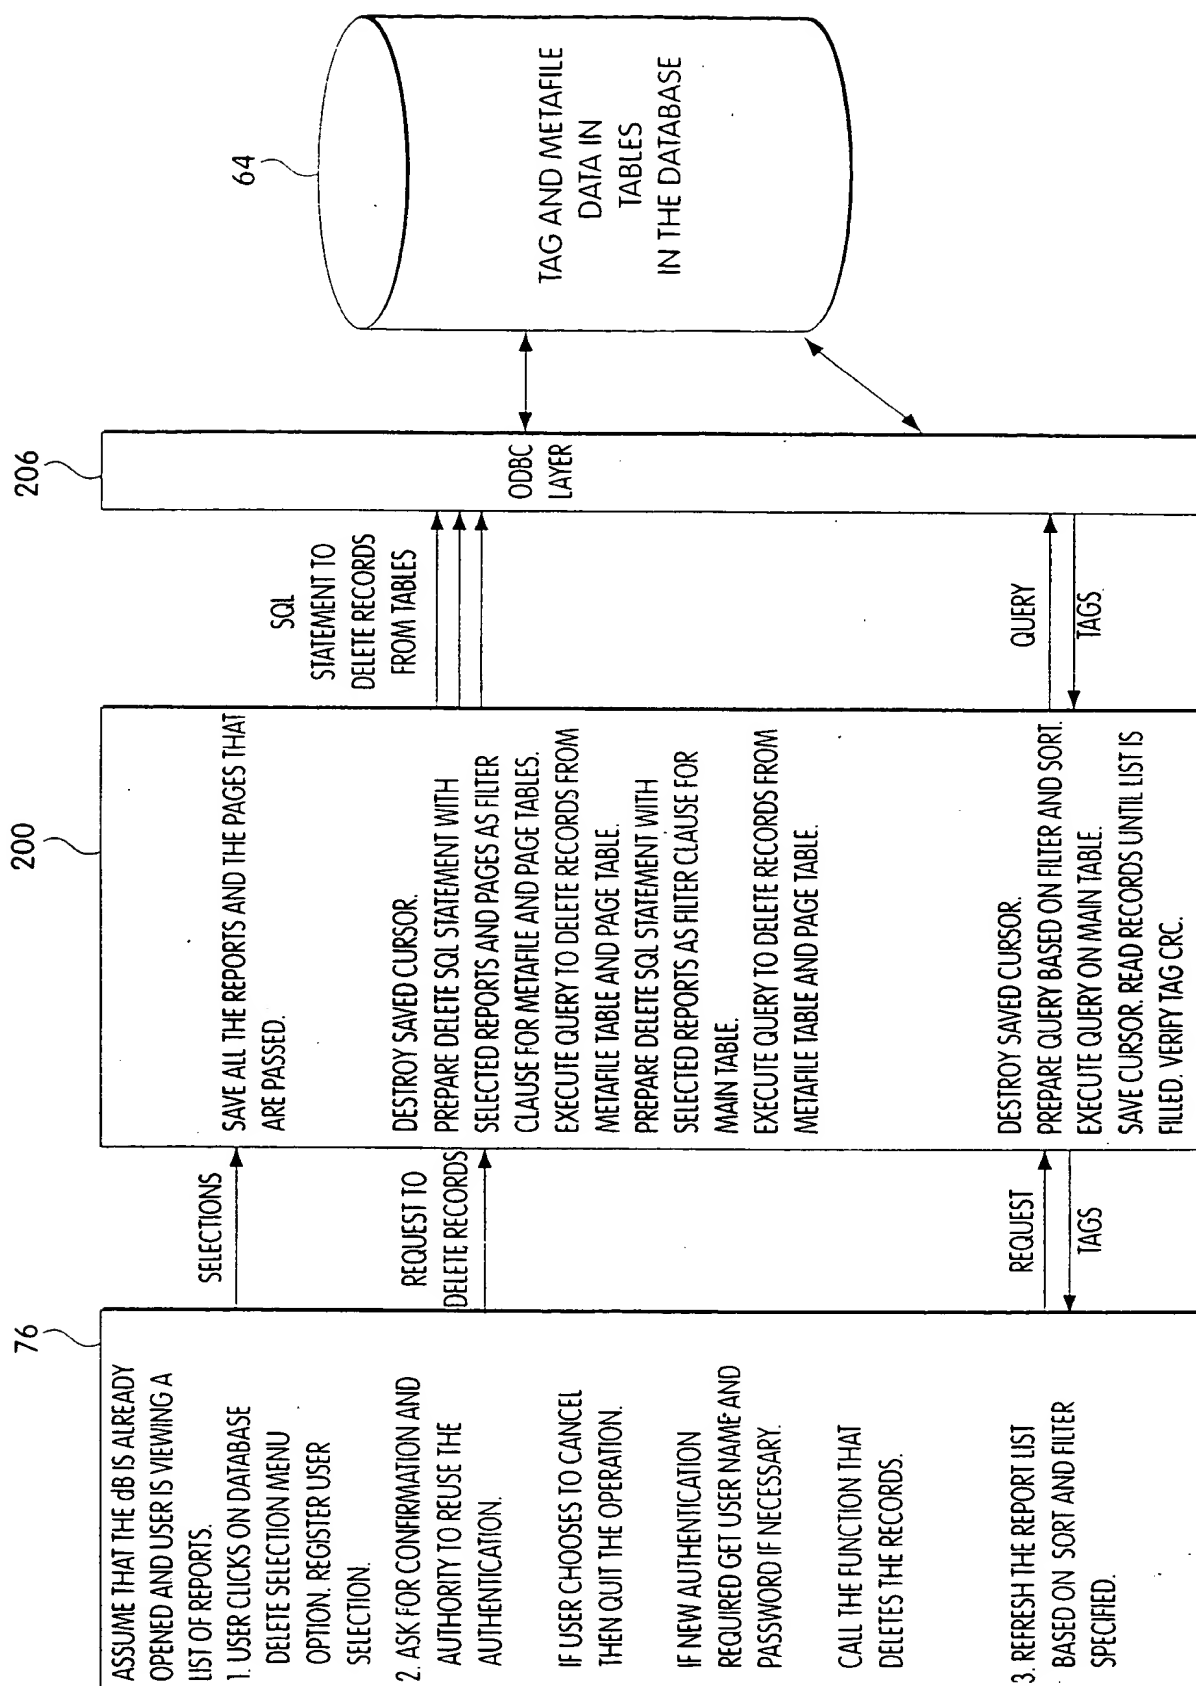 76
ASSUME THAT THE dB IS ALREADY
OPENED AND USER IS VIEWING A
LIST OF REPORTS.
1. USER CLICKS ON DATABASE
DELETE SELECTION MENU
OPTION. REGISTER USER
SELECTION.
2. ASK FOR CONFIRMATION AND
AUTHORITY TO REUSE THE
AUTHENTICATION.
IF USER CHOOSES TO CANCEL
THEN QUIT THE OPERATION.
IF NEW AUTHENTICATION
REQUIRED GET USER NAME AND
PASSWORD IF NECESSARY.
CALL THE FUNCTION THAT
DELETES THE RECORDS.
3. REFRESH THE REPORT LIST
BASED ON SORT AND FILTER
SPECIFIED.
SELECTIONS
REQUEST TO
DELETE RECORDS
REQUEST
TAGS
200
SAVE ALL THE REPORTS AND THE PAGES THAT
ARE PASSED.
DESTROY SAVED CURSOR.
PREPARE DELETE SQL STATEMENT WITH
SELECTED REPORTS AND PAGES AS FILTER
CLAUSE FOR METAFILE AND PAGE TABLES.
EXECUTE QUERY TO DELETE RECORDS FROM
METAFILE TABLE AND PAGE TABLE.
PREPARE DELETE SQL STATEMENT WITH
SELECTED REPORTS AS FILTER CLAUSE FOR
MAIN TABLE.
EXECUTE QUERY TO DELETE RECORDS FROM
METAFILE AND PAGE TABLE.
DESTROY SAVED CURSOR.
PREPARE QUERY BASED ON FILTER AND SORT.
EXECUTE QUERY ON MAIN TABLE.
SAVE CURSOR. READ RECORDS UNTIL LIST IS
FILLED. VERIFY TAG CRC.
SQL
STATEMENT TO
DELETE RECORDS
FROM TABLES
QUERY
TAGS
206
ODBC
LAYER
64
TAG AND METAFILE
DATA IN
TABLES
IN THE DATABASE